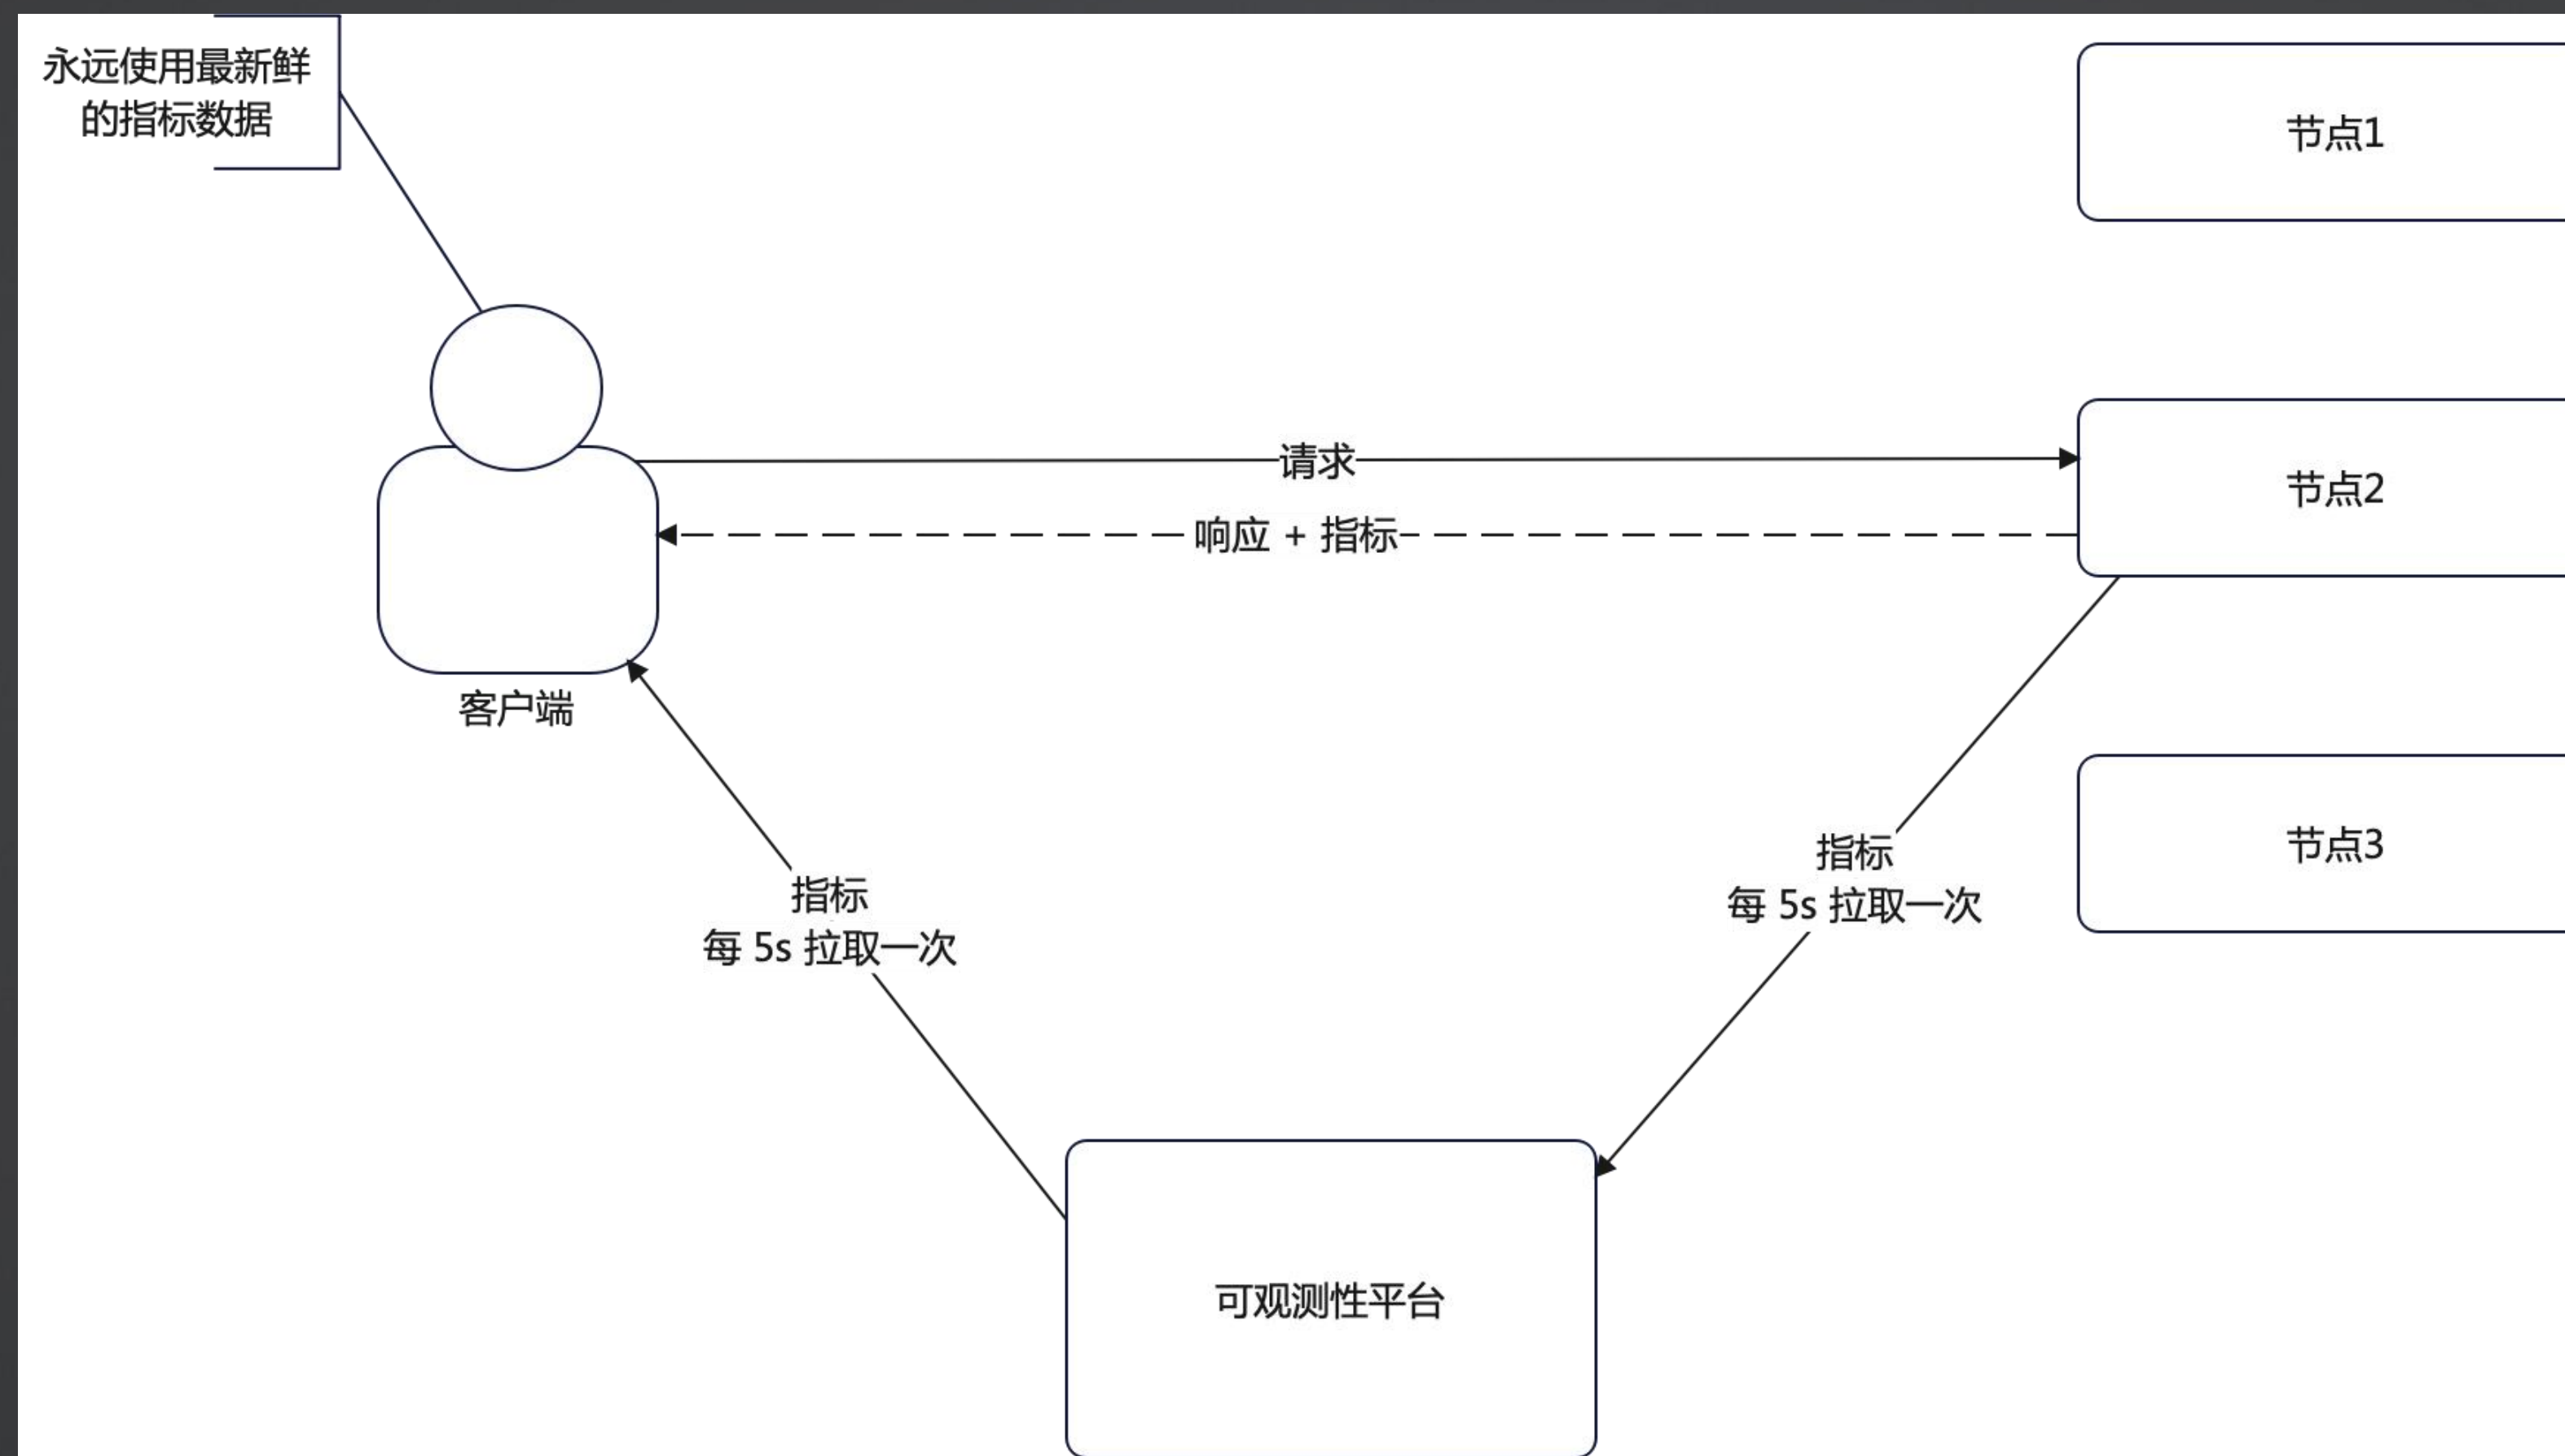 永远使用最新鲜
的指标数据
节点1
请求
节点2
响应 + 指标
客户端
节点3
指标
每 5s 拉取一次
指标
每 5s 拉取一次
可观测性平台